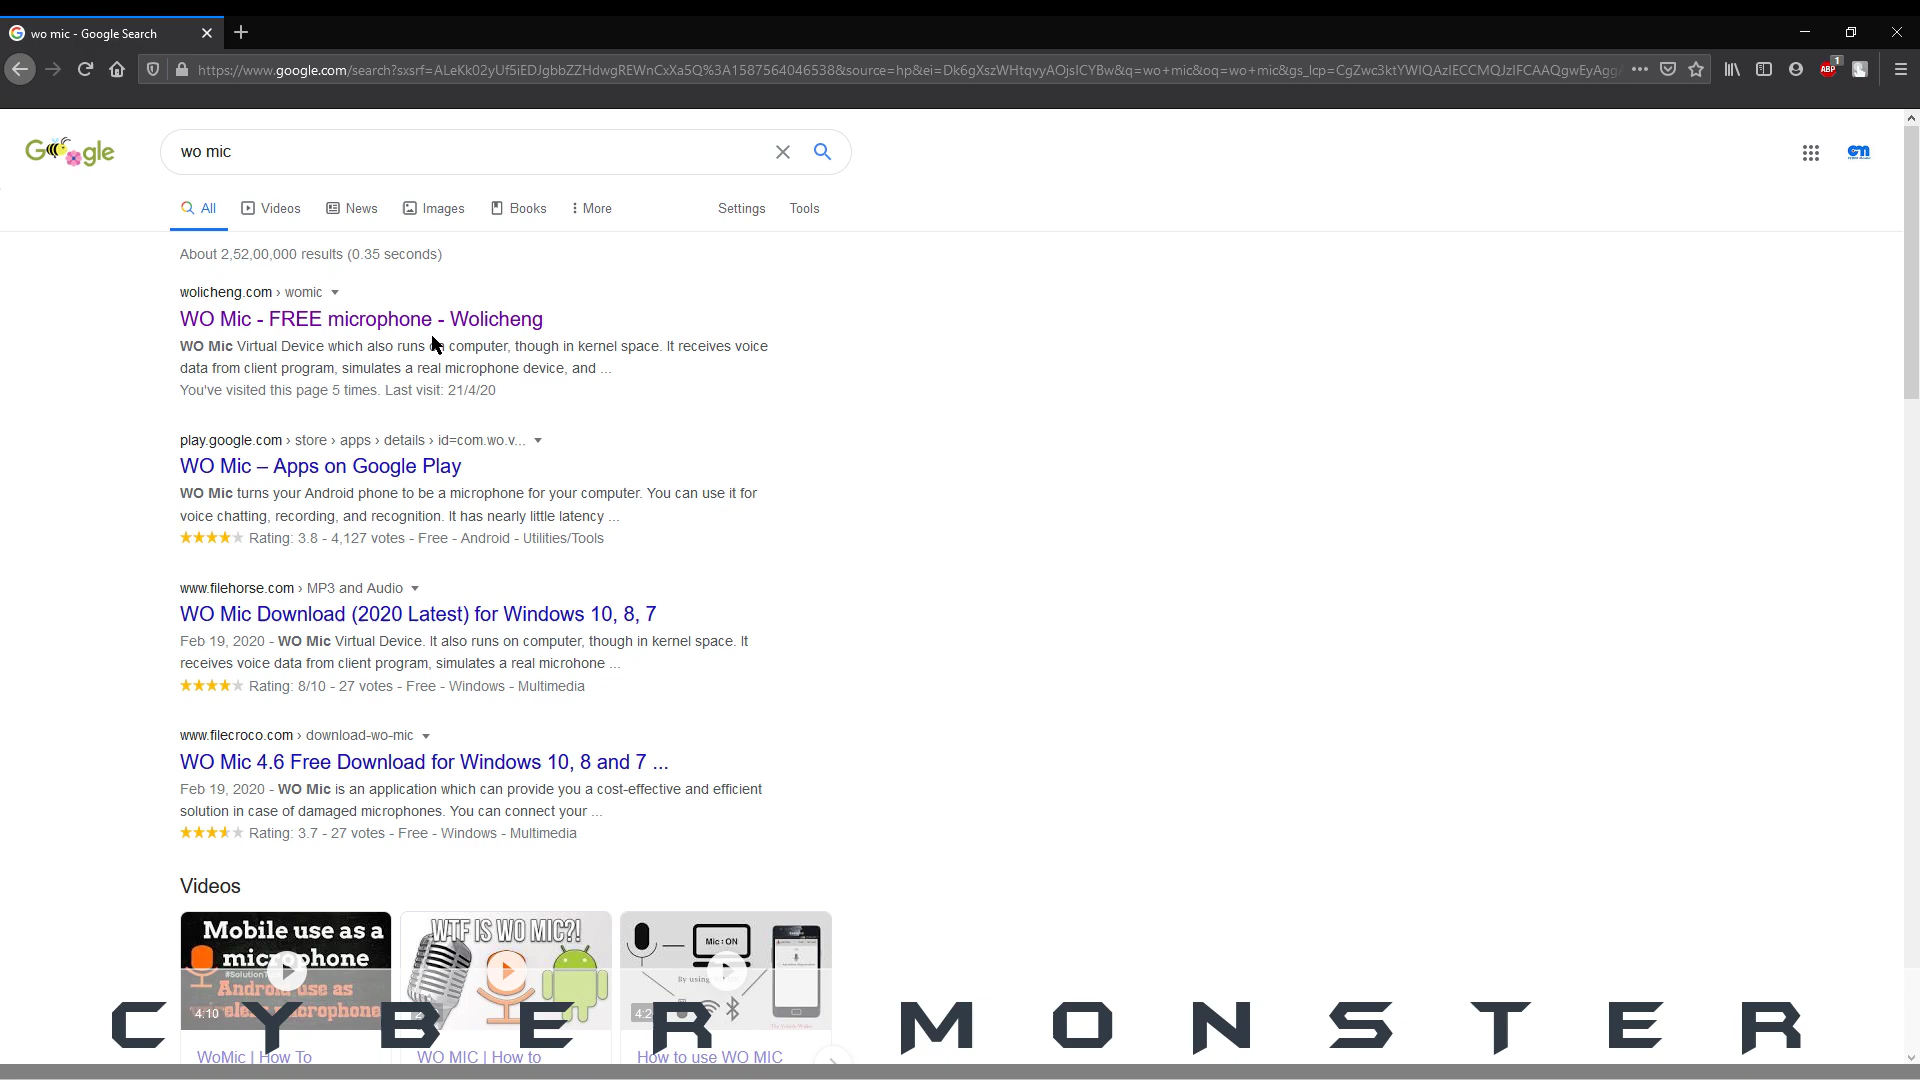 wo mic - Google Search
https://www.google.com/search?sxsrf=ALeKk02yUf5iEDJgbbZZHdwgREWnCxXa5Q%3A1587564046538&source=hp&ei=Dk6gXszWHtqvyAOjsICYBw&q=wo+mic&oq=wo+mic&gs_lcp=CgZwc3ktYWIQAzIECCMQJzIFCAAQgwEyAgg
ABP
1
Google
wo mic
All
Videos
News
Images
Books
More
Settings
Tools
About 2,52,00,000 results (0.35 seconds)
wolicheng.com › womic
WO Mic - FREE microphone - Wolicheng
WO Mic Virtual Device which also runs on computer, though in kernel space. It receives voice
data from client program, simulates a real microphone device, and ...
You've visited this page 5 times. Last visit: 21/4/20
play.google.com › store › apps › details › id=com.wo.v...
WO Mic – Apps on Google Play
WO Mic turns your Android phone to be a microphone for your computer. You can use it for
voice chatting, recording, and recognition. It has nearly little latency ...
Rating: 3.8 - 4,127 votes - Free - Android - Utilities/Tools
www.filehorse.com › MP3 and Audio
WO Mic Download (2020 Latest) for Windows 10, 8, 7
Feb 19, 2020 - WO Mic Virtual Device. It also runs on computer, though in kernel space. It
receives voice data from client program, simulates a real microhone ...
Rating: 8/10 - 27 votes - Free - Windows - Multimedia
www.filecroco.com › download-wo-mic
WO Mic 4.6 Free Download for Windows 10, 8 and 7 ...
Feb 19, 2020 - WO Mic is an application which can provide you a cost-effective and efficient
solution in case of damaged microphones. You can connect your ...
Rating: 3.7 - 27 votes - Free - Windows - Multimedia
Videos
Mobile use as a
microphone
Android use as
4:10
WTF IS WO MIC?!
Mic : ON
By using
CYBER MONSTER
WoMic | How To
WO MIC | How to
How to use WO MIC